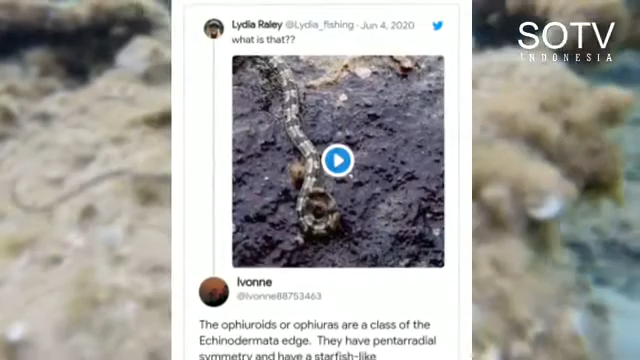 Lydia Raley @Lydia_fishing · Jun 4, 2020
what is that??
SOTV
INDONESIA
Ivonne
@Ivonne88753463
The ophiuroids or ophiuras are a class of the
Echinodermata edge. They have pentarradial
symmetry and have a starfish-like